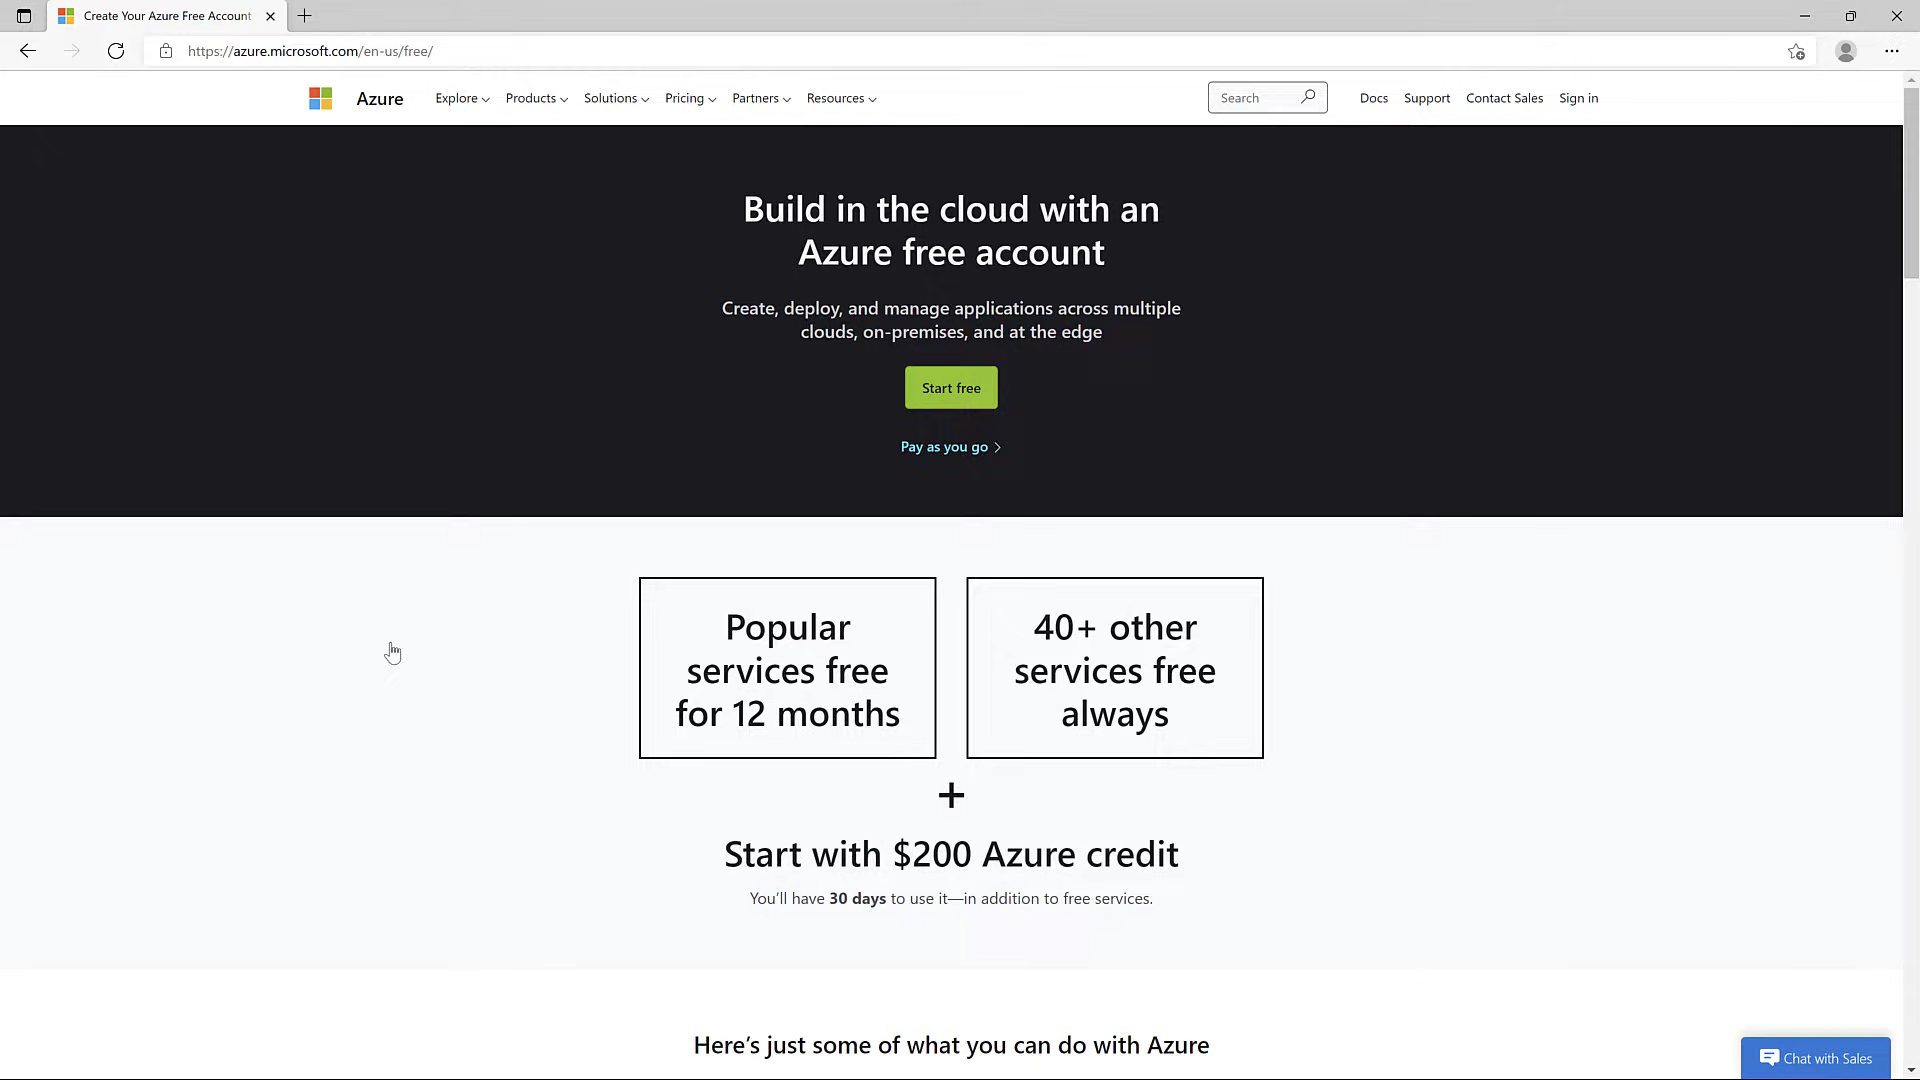 Create Your Azure Free Account
https://azure.microsoft.com/en-us/free/
Azure Explore Products Solutions Pricing Partners Resources Search Docs Support Contact Sales Sign in
Build in the cloud with an
Azure free account
Create, deploy, and manage applications across multiple
clouds, on-premises, and at the edge
Start free
Pay as you go
Popular
services free
for 12 months
40+ other
services free
always
+
Start with $200 Azure credit
You’ll have 30 days to use it—in addition to free services.
Here’s just some of what you can do with Azure
Chat with Sales